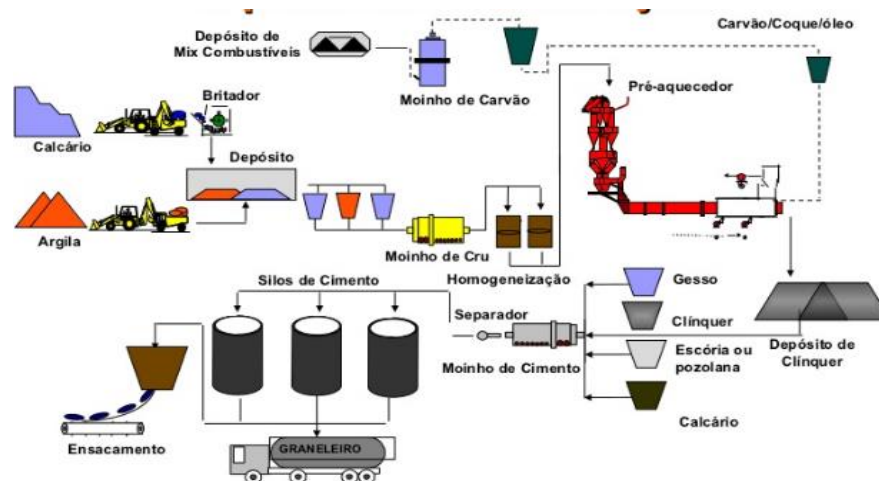 Depósito de
Mix Combustíveis
Moinho de Carvão
Carvão/Coque/óleo
Pré-aquecedor
Britador
Calcário
Depósito
Argila
Moinho de Cru
Homogeneização
Silos de Cimento
Separador
Moinho de Cimento
Gesso
Clínquer
Escória ou
pozolana
Calcário
Depósito de
Clínquer
Ensacamento
GRANELEIRO